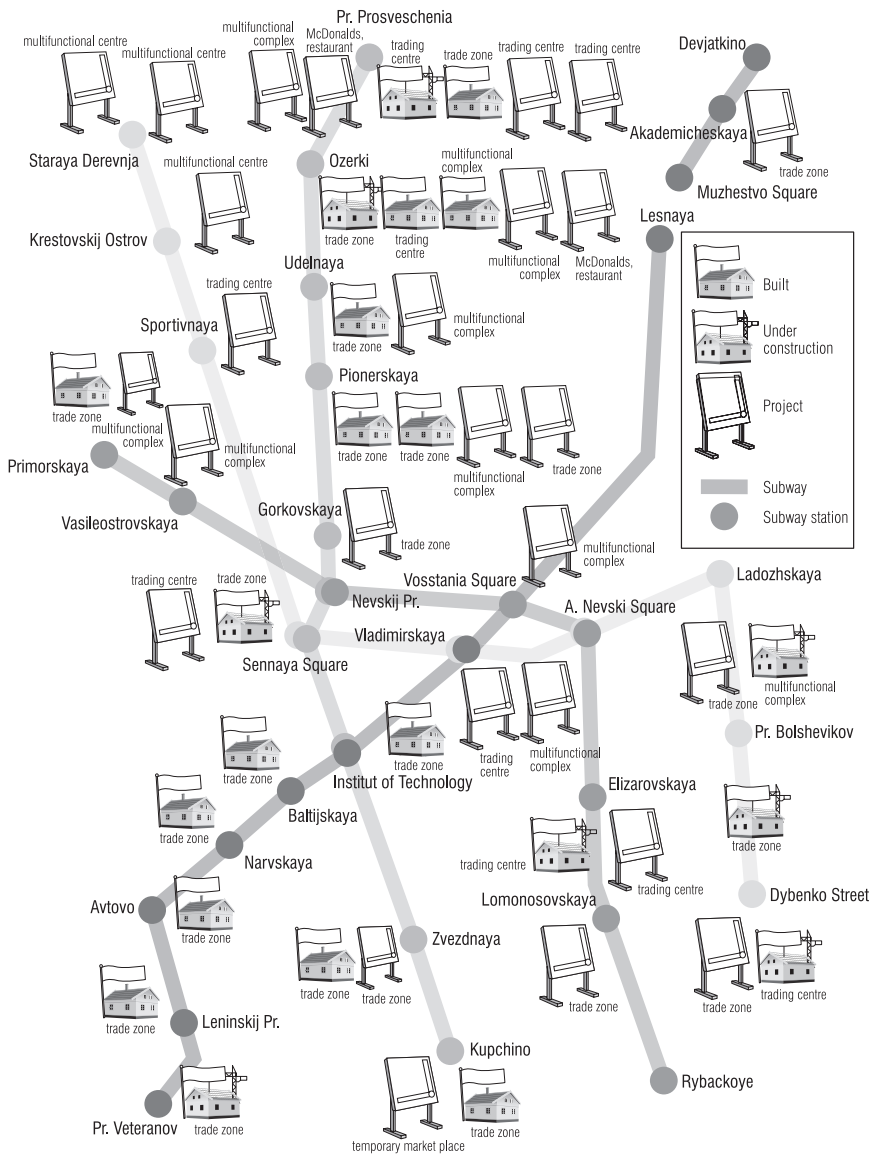 Pr. Prosveschenia
multifunctional centre
multifunctional centre
multifunctional
complex
McDonalds,
restaurant
trading
centre
trade zone
trading centre
trading centre
Devjatkino
Akademicheskaya
trade zone
Muzhestvo Square
Staraya Derevnja
multifunctional centre
Ozerki
multifunctional
complex
trade zone
trading
centre
multifunctional
complex
McDonalds,
restaurant
Lesnaya
Krestovskij Ostrov
Udelnaya
trading centre
trade zone
multifunctional
complex
Built
Under
construction
Project
Subway
Subway station
Sportivnaya
Pionerskaya
trade zone
multifunctional
complex
multifunctional
complex
trade zone
trade zone
multifunctional
complex
trade zone
Primorskaya
Vasileostrovskaya
Gorkovskaya
trade zone
multifunctional
complex
Vosstania Square
Ladozhskaya
trading centre
trade zone
Nevskij Pr.
A. Nevski Square
Vladimirskaya
Sennaya Square
trade zone
multifunctional
complex
trade zone
trade zone
trading
centre
multifunctional
complex
Pr. Bolshevikov
Institut of Technology
Elizarovskaya
Baltijskaya
trade zone
trade zone
Narvskaya
trading centre
trading centre
Dybenko Street
Lomonosovskaya
Avtovo
trade zone
Zvezdnaya
trade zone
trade zone
trade zone
trade zone
trading centre
trade zone
Leninskij Pr.
Kupchino
Rybackoye
Pr. Veteranov
trade zone
temporary market place
trade zone